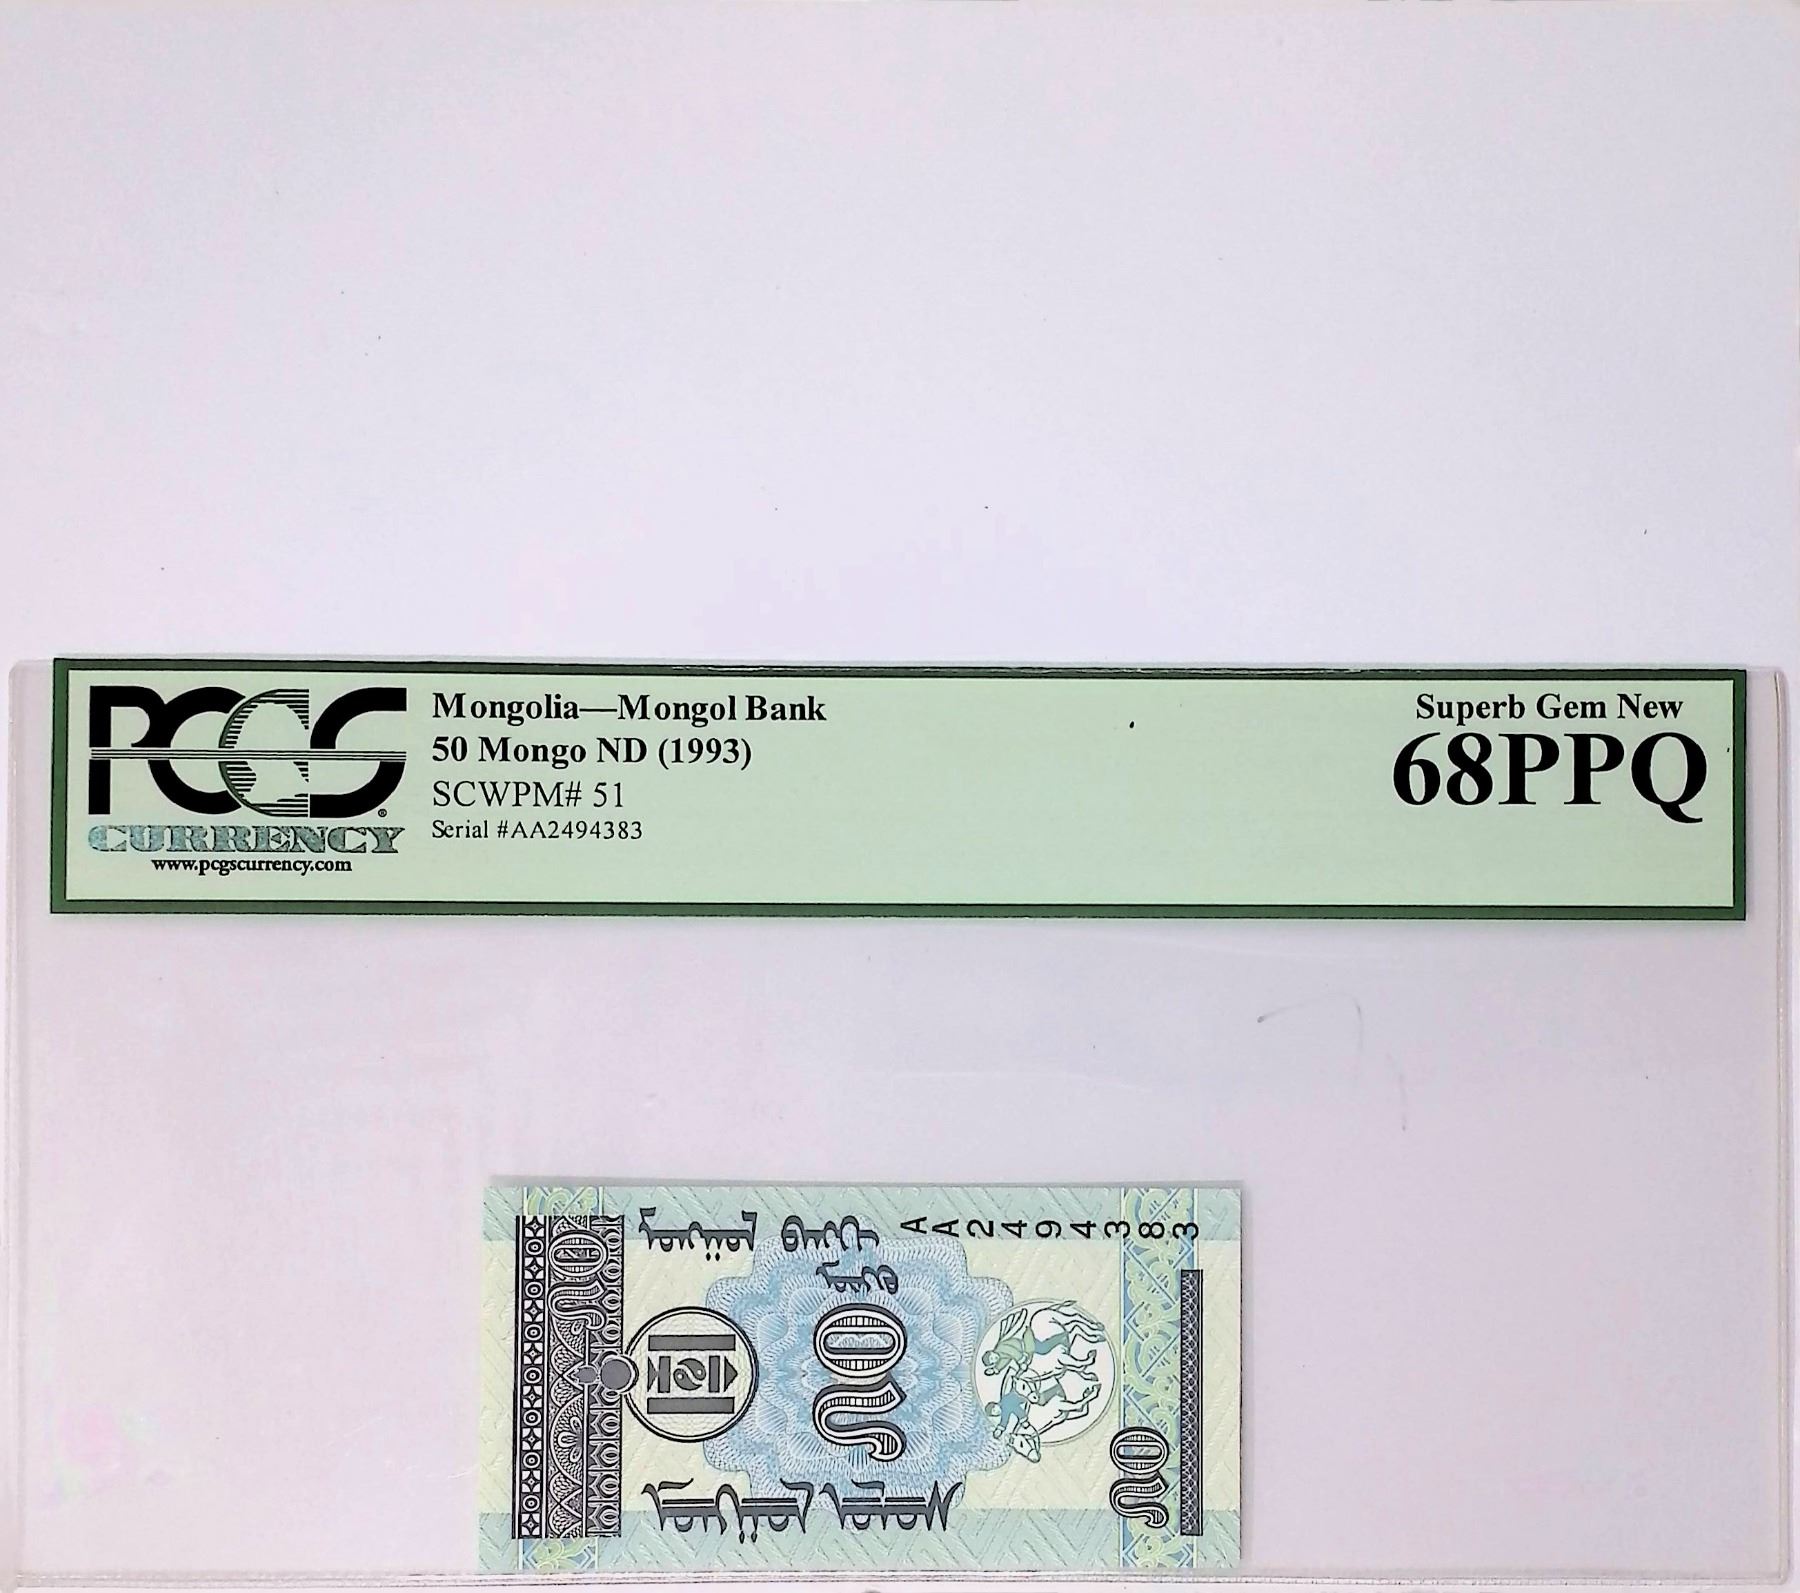 PCGS
CURRENCY
www.pcgscurrency.com
Mongolia—Mongol Bank
50 Mongo ND (1993)
SCWPM# 51
Serial #AA2494383
Superb Gem New
68PPQ
AA2494383
50
50
50